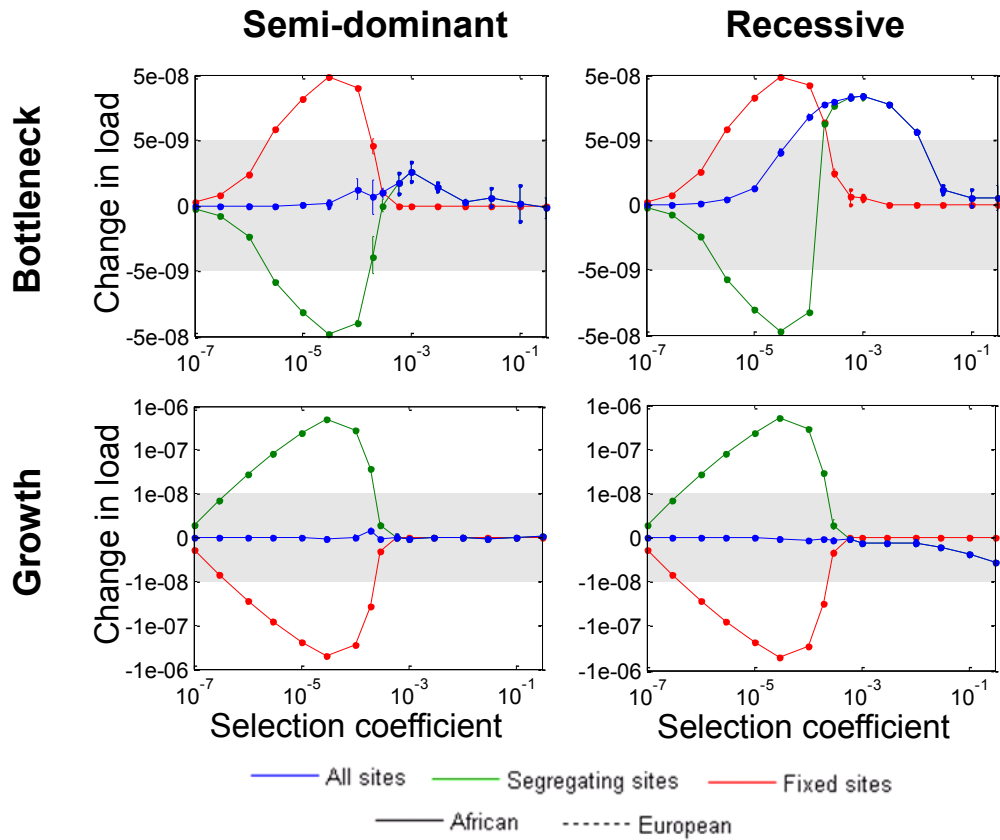 Semi-dominant Recessive
Bottleneck
Change in load
5e-08
5e-09
0
-5e-09
-5e-08
10^-7 10^-5 10^-3 10^-1
5e-08
5e-09
0
-5e-09
-5e-08
10^-7 10^-5 10^-3 10^-1
Growth
Change in load
1e-06
1e-07
1e-08
0
-1e-08
-1e-07
-1e-06
10^-7 10^-5 10^-3 10^-1
1e-06
1e-07
1e-08
0
-1e-08
-1e-07
-1e-06
10^-7 10^-5 10^-3 10^-1
Selection coefficient Selection coefficient
All sites Segregating sites Fixed sites
African European